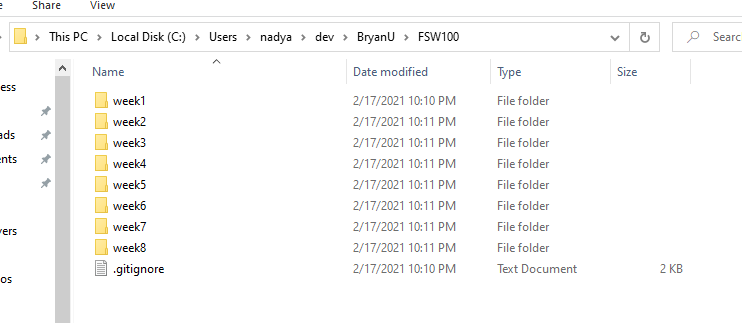 Share View
This PC > Local Disk (C:) > Users > nadya > dev > BryanU > FSW100
Searc
Name Date modified Type Size
ess
week1 2/17/2021 10:10 PM File folder
week2 2/17/2021 10:11 PM File folder
ads week3 2/17/2021 10:11 PM File folder
ents week4 2/17/2021 10:11 PM File folder
week5 2/17/2021 10:11 PM File folder
week6 2/17/2021 10:11 PM File folder
yers week7 2/17/2021 10:11 PM File folder
week8 2/17/2021 10:11 PM File folder
.gitignore 2/17/2021 10:10 PM Text Document 2 KB
os